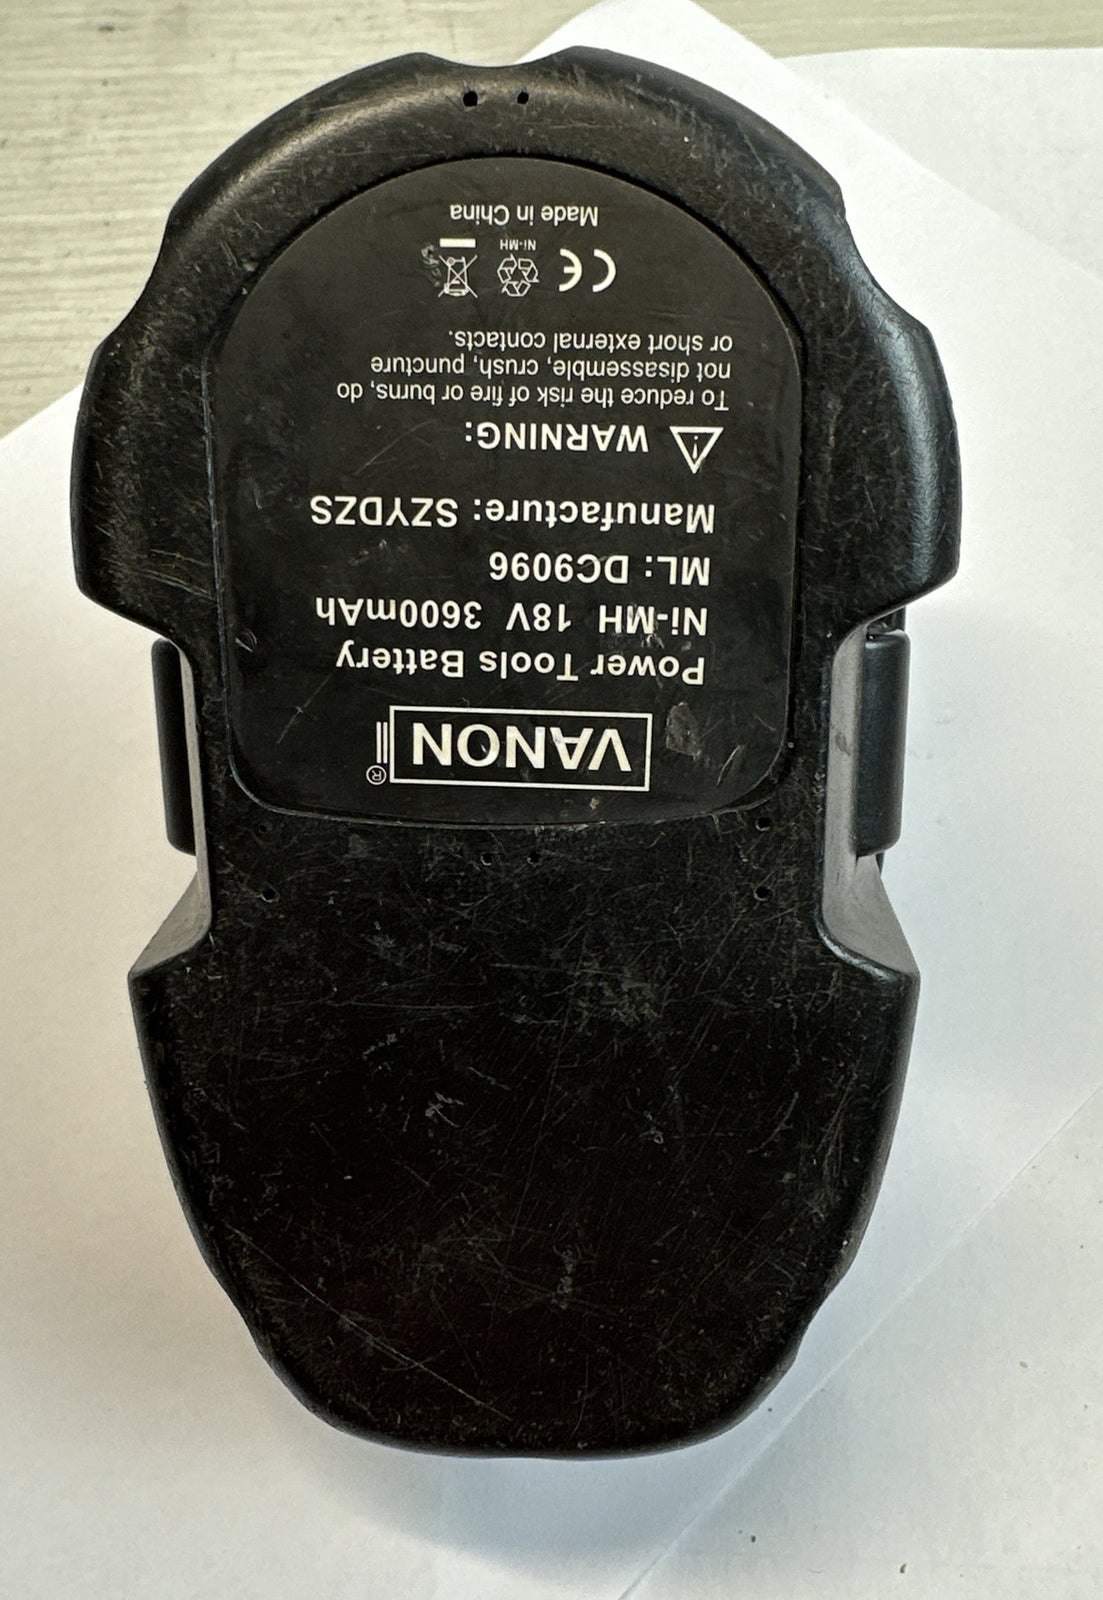 VANON®
Power Tools Battery
Ni-MH 18V 3600mAh
ML: DC9096
Manufacture: SZYDZS
WARNING:
To reduce the risk of fire or burns, do
not disassemble, crush, puncture
or short external contacts.
CE
Ni-MH
Made in China